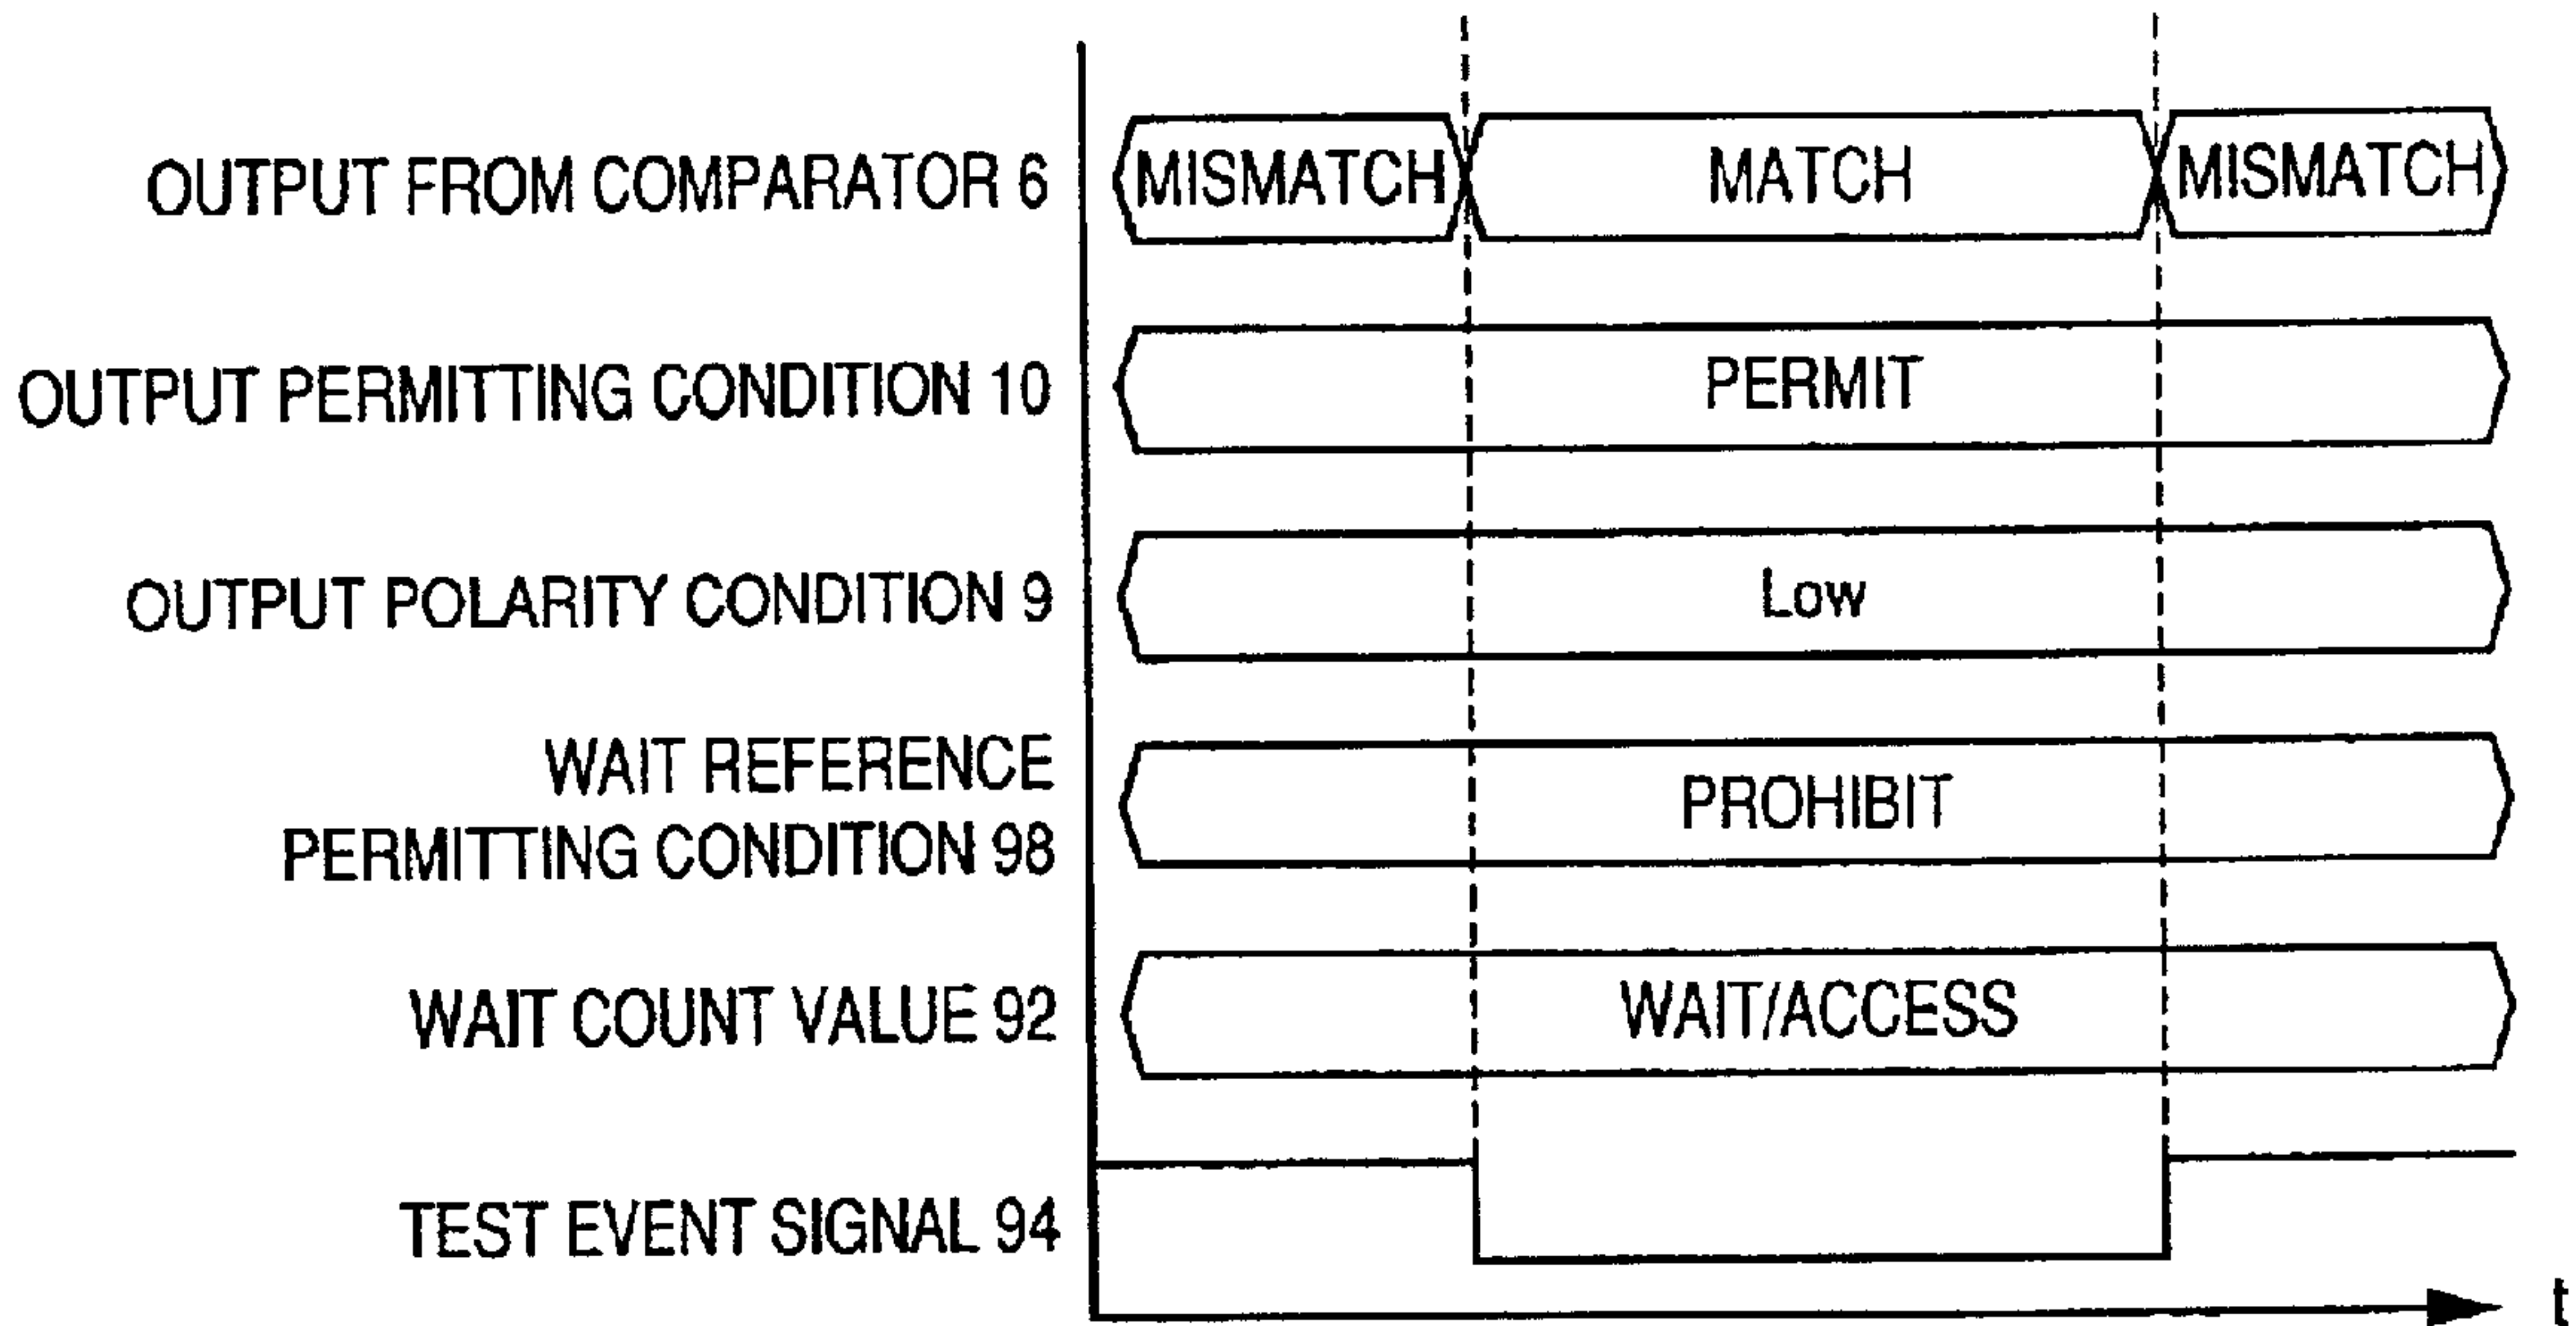 OUTPUT FROM COMPARATOR 6
MISMATCH
MATCH
MISMATCH
OUTPUT PERMITTING CONDITION 10
PERMIT
OUTPUT POLARITY CONDITION 9
Low
WAIT REFERENCE
PERMITTING CONDITION 98
PROHIBIT
WAIT COUNT VALUE 92
WAIT/ACCESS
TEST EVENT SIGNAL 94
t